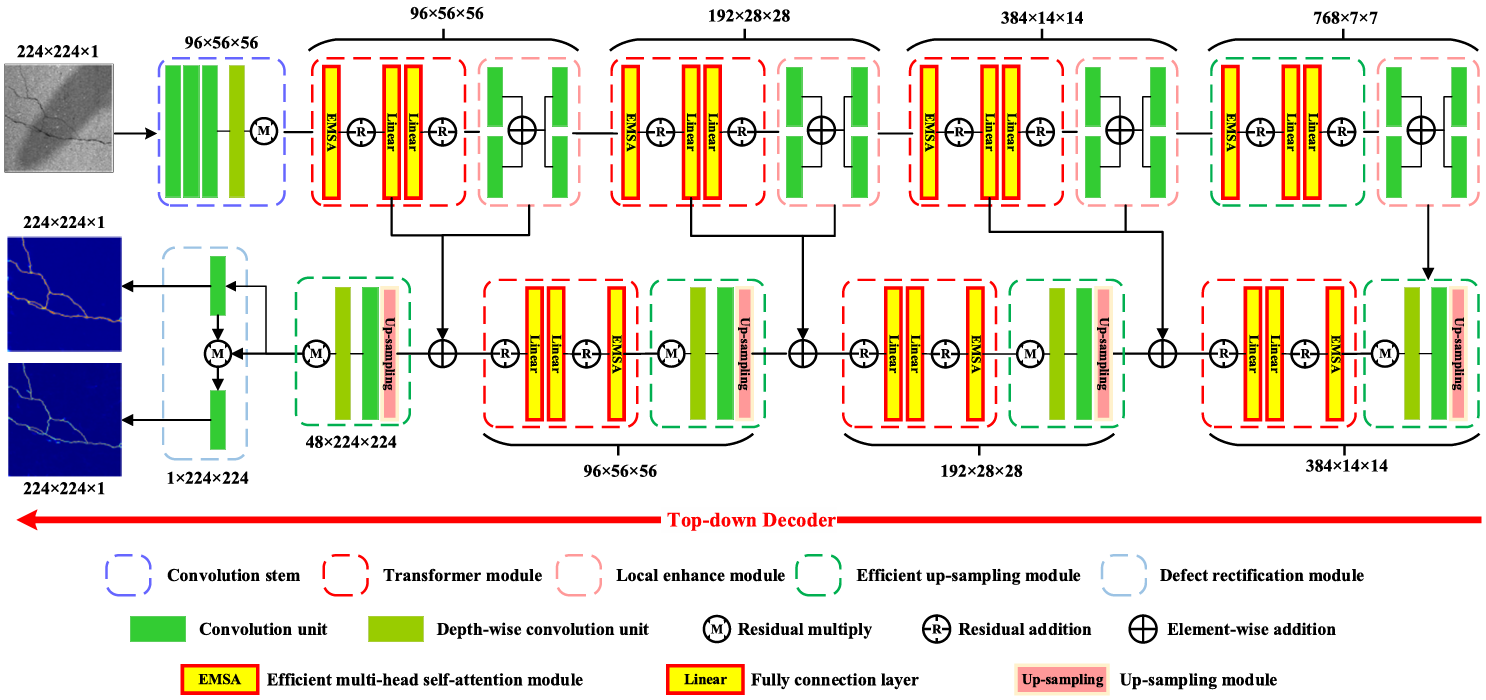 96×56×56
192×28×28
384×14×14
768×7×7
224×224×1
96×56×56
M
EMSA
R
Linear
Linear
R
EMSA
R
Linear
Linear
R
EMSA
R
Linear
Linear
R
EMSA
R
Linear
Linear
R
224×224×1
M
M
Up-sampling
R
Linear
Linear
R
EMSA
M
Up-sampling
R
Linear
Linear
R
EMSA
M
Up-sampling
R
Linear
Linear
R
EMSA
M
Up-sampling
224×224×1
1×224×224
48×224×224
96×56×56
192×28×28
384×14×14
Top-down Decoder
Convolution stem
Transformer module
Local enhance module
Efficient up-sampling module
Defect rectification module
Convolution unit
Depth-wise convolution unit
M Residual multiply
R Residual addition
Element-wise addition
EMSA Efficient multi-head self-attention module
Linear Fully connection layer
Up-sampling Up-sampling module